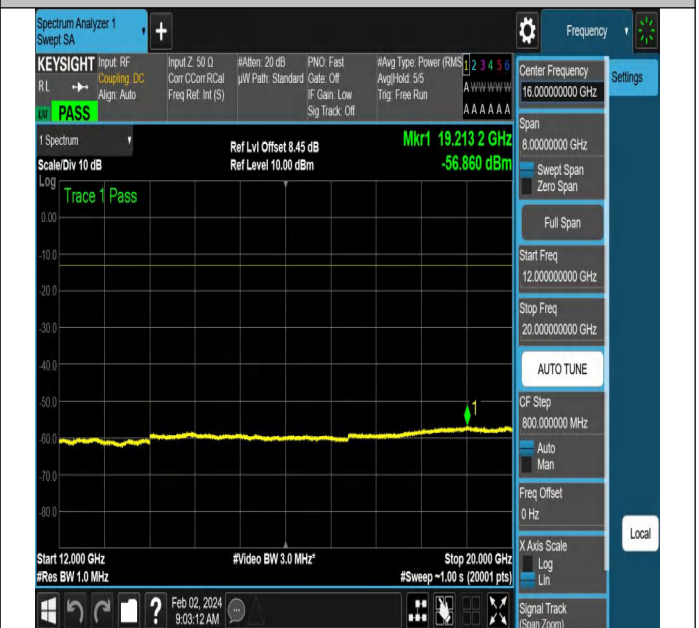 Spectrum Analyzer 1
Swept SA
+
Frequency
KEYSIGHT
RL
PASS
Input: RF
Coupling: DC
Align: Auto
Input Z: 50 Ω
Corr CCorr RCal
Freq Ref: Int (S)
#Atten: 20 dB
µW Path: Standard
PNO: Fast
Gate: Off
IF Gain: Low
Sig Track: Off
#Avg Type: Power (RMS)
Avg|Hold: 5/5
Trig: Free Run
1 2 3 4 5 6
A W W W W W
A A A A A A
1 Spectrum
Scale/Div 10 dB
Ref Lvl Offset 8.45 dB
Ref Level 10.00 dBm
Mkr1 19.213 2 GHz
-56.860 dBm
Log
Trace 1 Pass
0.00
-10.0
-20.0
-30.0
-40.0
-50.0
-60.0
-70.0
-80.0
1
Start 12.000 GHz
#Res BW 1.0 MHz
#Video BW 3.0 MHz*
Stop 20.000 GHz
#Sweep ~1.00 s (20001 pts)
Feb 02, 2024
9:03:12 AM
Center Frequency
16.000000000 GHz
Span
8.00000000 GHz
Swept Span
Zero Span
Full Span
Start Freq
12.000000000 GHz
Stop Freq
20.000000000 GHz
AUTO TUNE
CF Step
800.000000 MHz
Auto
Man
Freq Offset
0 Hz
X Axis Scale
Log
Lin
Signal Track
(Span Zoom)
Settings
Local